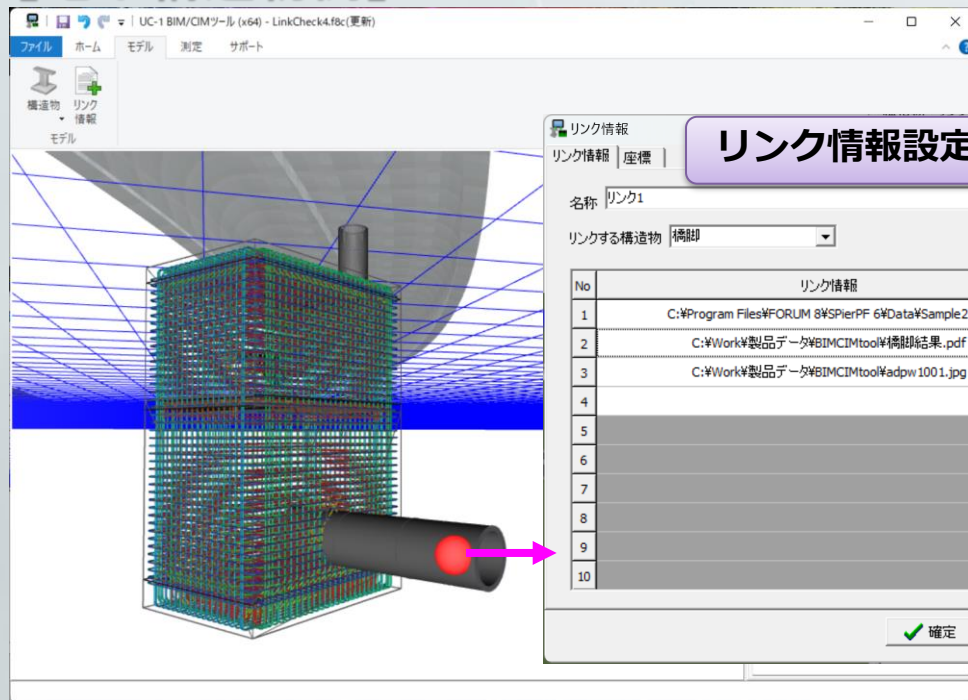 UC-1 BIM/CIMツール (x64) - LinkCheck4.f8c(更新)
ファイル ホーム モデル 測定 サポート
構造物 リンク情報
モデル
リンク情報
リンク情報設定
リンク情報 座標
名称 リンク1
リンクする構造物 橋脚
No リンク情報
1 C:¥Program Files¥FORUM 8¥SPierPF 6¥Data¥Sample2
2 C:¥Work¥製品データ¥BIMCIMtool¥橋脚結果.pdf
3 C:¥Work¥製品データ¥BIMCIMtool¥adpw1001.jpg
4
5
6
7
8
9
10
確定